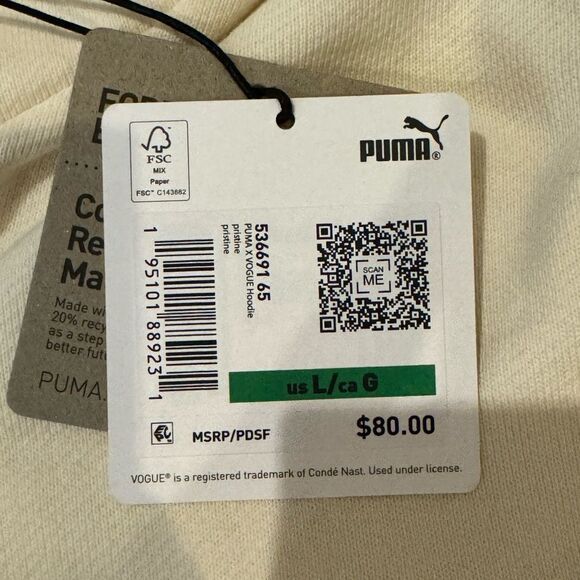 FSC
MIX
Paper
FSC™ C143662
PUMA®
536691 65
PUMA X VOGUE Hoodie
pristine
pristine
1 95101 88923 1
SCAN
ME
us L/ca G
MSRP/PDSF
$80.00
VOGUE® is a registered trademark of Condé Nast. Used under license.
Made wi
20% recy
as a step
better futu
PUMA.